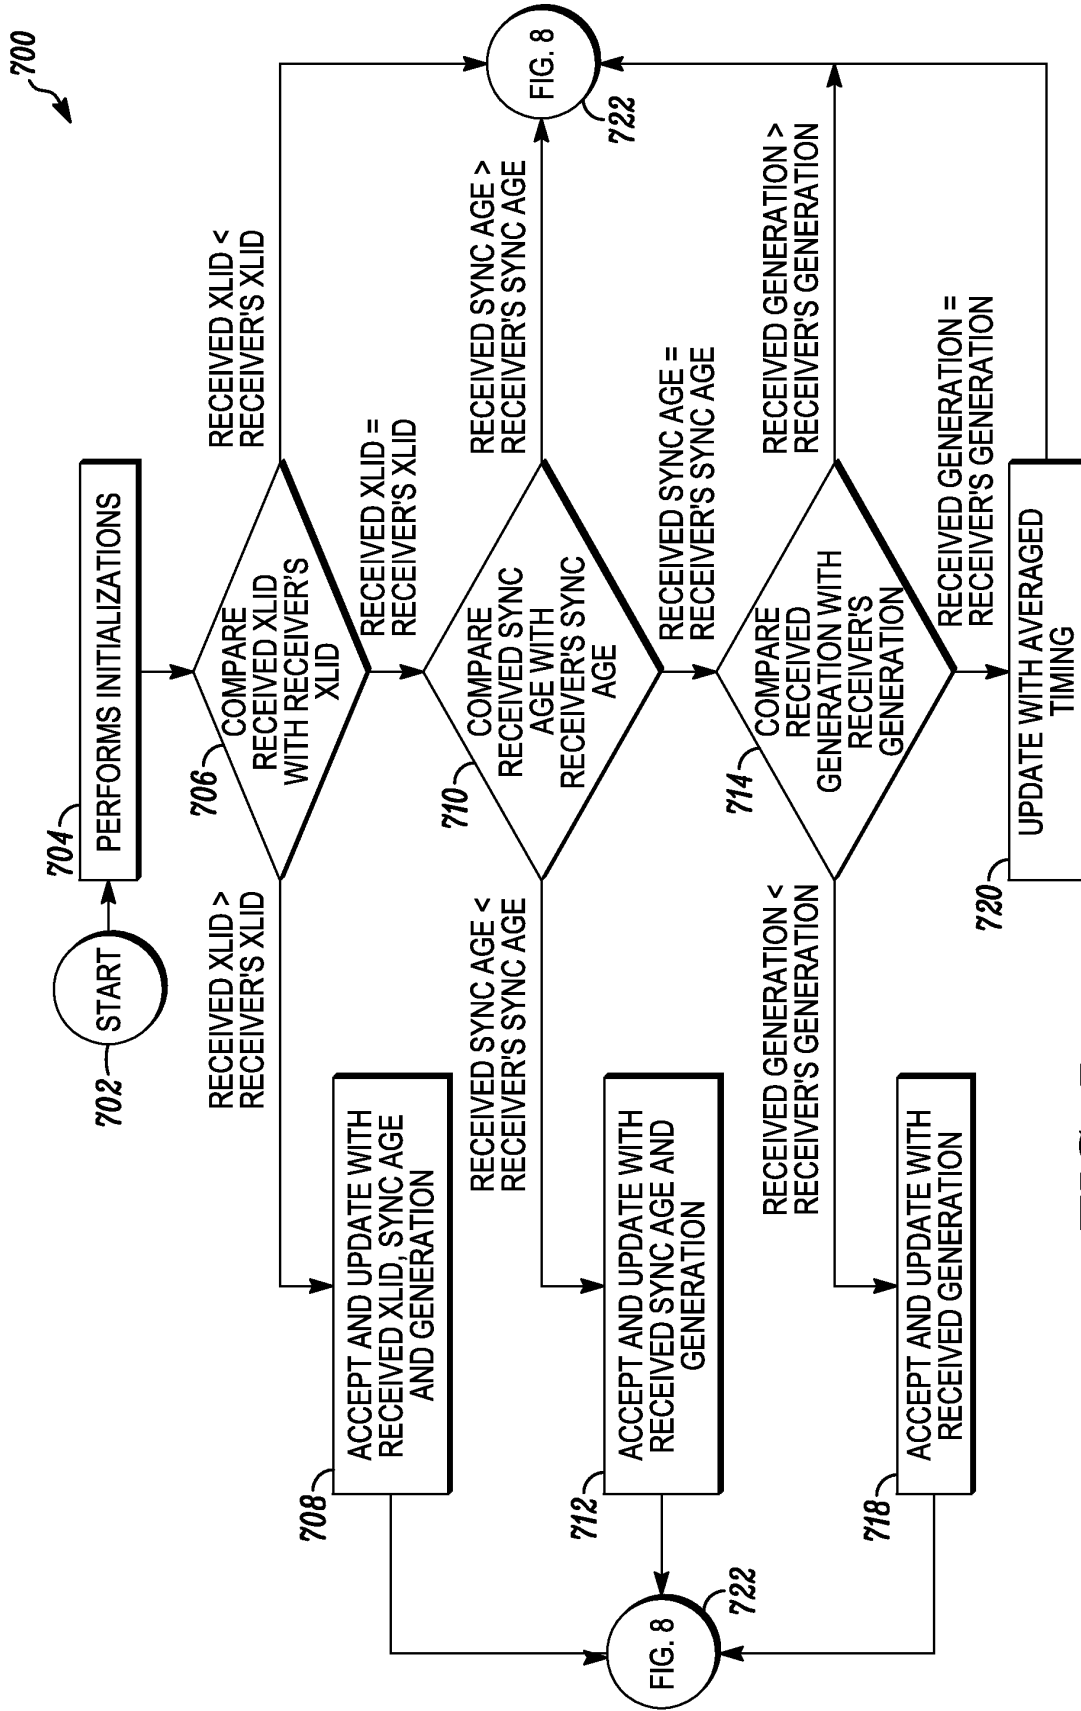 700
702
START
704
PERFORMS INITIALIZATIONS
706
COMPARE
RECEIVED XLID
WITH RECEIVER'S
XLID
RECEIVED XLID >
RECEIVER'S XLID
RECEIVED XLID <
RECEIVER'S XLID
RECEIVED XLID =
RECEIVER'S XLID
708
ACCEPT AND UPDATE WITH
RECEIVED XLID, SYNC AGE
AND GENERATION
710
COMPARE
RECEIVED SYNC
AGE WITH
RECEIVER'S SYNC
AGE
RECEIVED SYNC AGE <
RECEIVER'S SYNC AGE
RECEIVED SYNC AGE >
RECEIVER'S SYNC AGE
RECEIVED SYNC AGE =
RECEIVER'S SYNC AGE
712
ACCEPT AND UPDATE WITH
RECEIVED SYNC AGE AND
GENERATION
714
COMPARE
RECEIVED
GENERATION WITH
RECEIVER'S
GENERATION
RECEIVED GENERATION <
RECEIVER'S GENERATION
RECEIVED GENERATION >
RECEIVER'S GENERATION
RECEIVED GENERATION =
RECEIVER'S GENERATION
718
ACCEPT AND UPDATE WITH
RECEIVED GENERATION
720
UPDATE WITH AVERAGED
TIMING
FIG. 8
722
FIG. 8
722